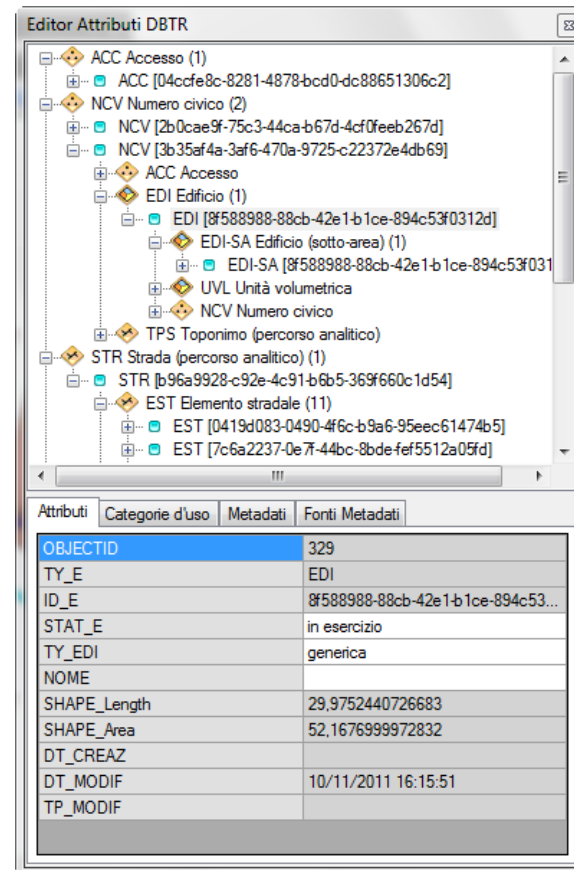 Editor Attributi DBTR
ACC Accesso (1)
ACC [04ccfe8c-8281-4878-bcd0-dc88651306c2]
NCV Numero civico (2)
NCV [2b0cae9f-75c3-44ca-b67d-4cf0feeb267d]
NCV [3b35af4a-3af6-470a-9725-c22372e4db69]
ACC Accesso
EDI Edificio (1)
EDI [8f588988-88cb-42e1-b1ce-894c53f0312d]
EDI-SA Edificio (sotto-area) (1)
EDI-SA [8f588988-88cb-42e1-b1ce-894c53f031
UVL Unità volumetrica
NCV Numero civico
TPS Toponimo (percorso analitico)
STR Strada (percorso analitico) (1)
STR [b96a9928-c92e-4c91-b6b5-369f660c1d54]
EST Elemento stradale (11)
EST [0419d083-0490-4f6c-b9a6-95eec61474b5]
EST [7c6a2237-0e7f-44bc-8bde-fef5512a05fd]
Attributi Categorie d'uso Metadati Fonti Metadati
OBJECTID 329
TY_E EDI
ID_E 8f588988-88cb-42e1-b1ce-894c53...
STAT_E in esercizio
TY_EDI generica
NOME
SHAPE_Length 29,9752440726683
SHAPE_Area 52,1676999972832
DT_CREAZ
DT_MODIF 10/11/2011 16:15:51
TP_MODIF